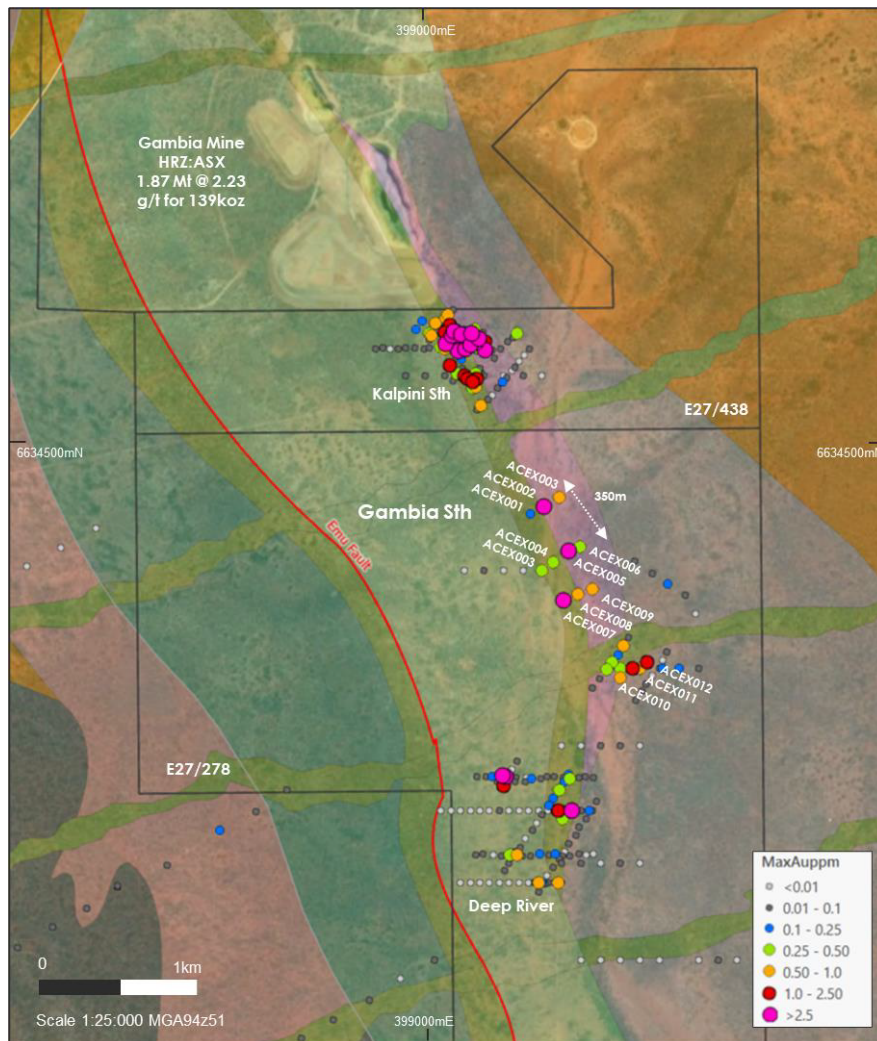 399000mE
Gambia Mine
HRZ:ASX
1.87 Mt @ 2.23
g/t for 139koz
Kalpini Sth
E27/438
6634500mN
6634500mN
ACEX003
ACEX002
ACEX001
350m
Gambia Sth
Emu Fault
ACEX004
ACEX003
ACEX006
ACEX005
ACEX009
ACEX008
ACEX007
ACEX012
ACEX011
ACEX010
E27/278
Deep River
MaxAuppm
<0.01
0.01 - 0.1
0.1 - 0.25
0.25 - 0.50
0.50 - 1.0
1.0 - 2.50
>2.5
0 1km
Scale 1:25:000 MGA94z51
399000mE